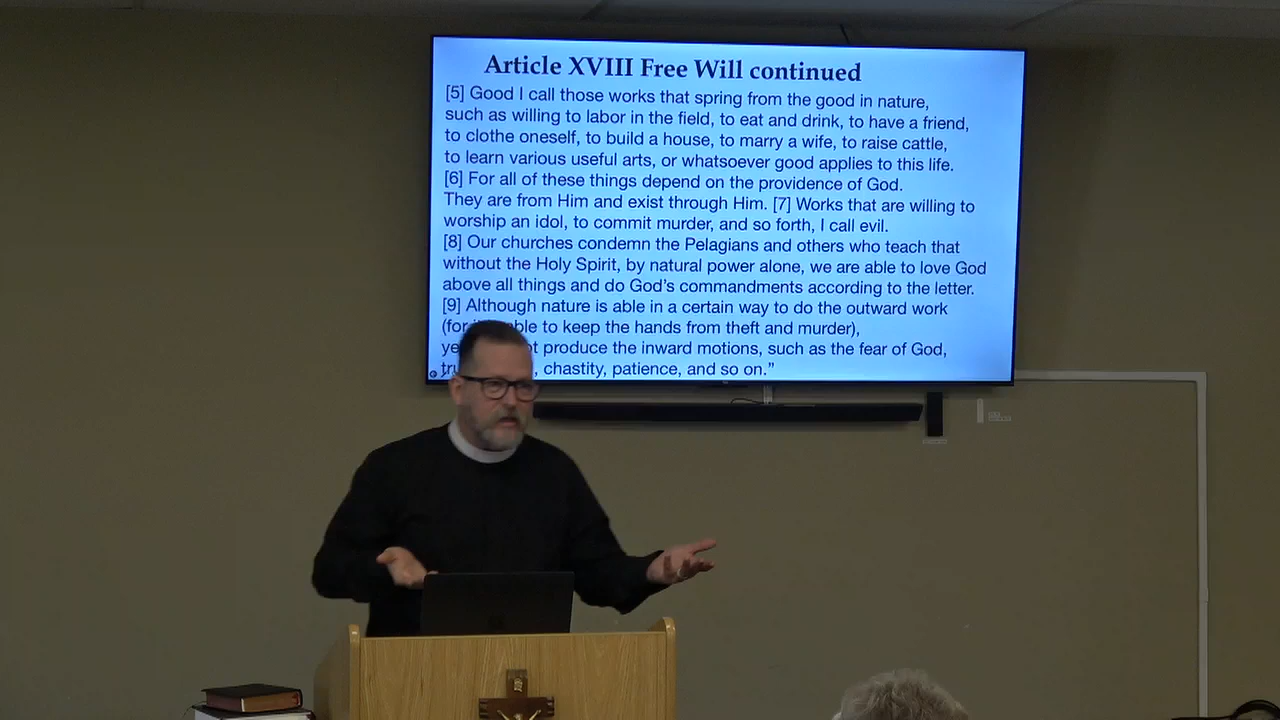 Article XVIII Free Will continued
[5] Good I call those works that spring from the good in nature,
such as willing to labor in the field, to eat and drink, to have a friend,
to clothe oneself, to build a house, to marry a wife, to raise cattle,
to learn various useful arts, or whatsoever good applies to this life.
[6] For all of these things depend on the providence of God.
They are from Him and exist through Him. [7] Works that are willing to
worship an idol, to commit murder, and so forth, I call evil.
[8] Our churches condemn the Pelagians and others who teach that
without the Holy Spirit, by natural power alone, we are able to love God
above all things and do God's commandments according to the letter.
[9] Although nature is able in a certain way to do the outward work
(for to keep the hands from theft and murder),
produce the inward motions, such as the fear of God,
, chastity, patience, and so on.”